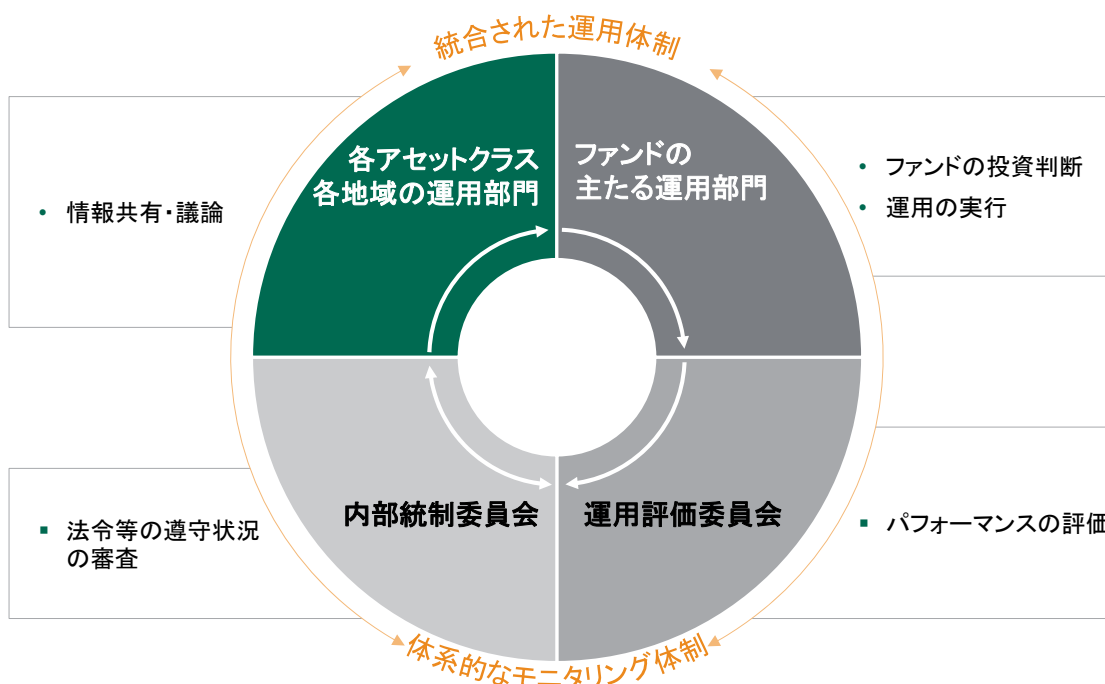 統合された運用体制
各アセットクラス
各地域の運用部門
ファンドの
主たる運用部門
• 情報共有・議論
• ファンドの投資判断
• 運用の実行
内部統制委員会
運用評価委員会
▪ 法令等の遵守状況
の審査
▪ パフォーマンスの評価
体系的なモニタリング体制